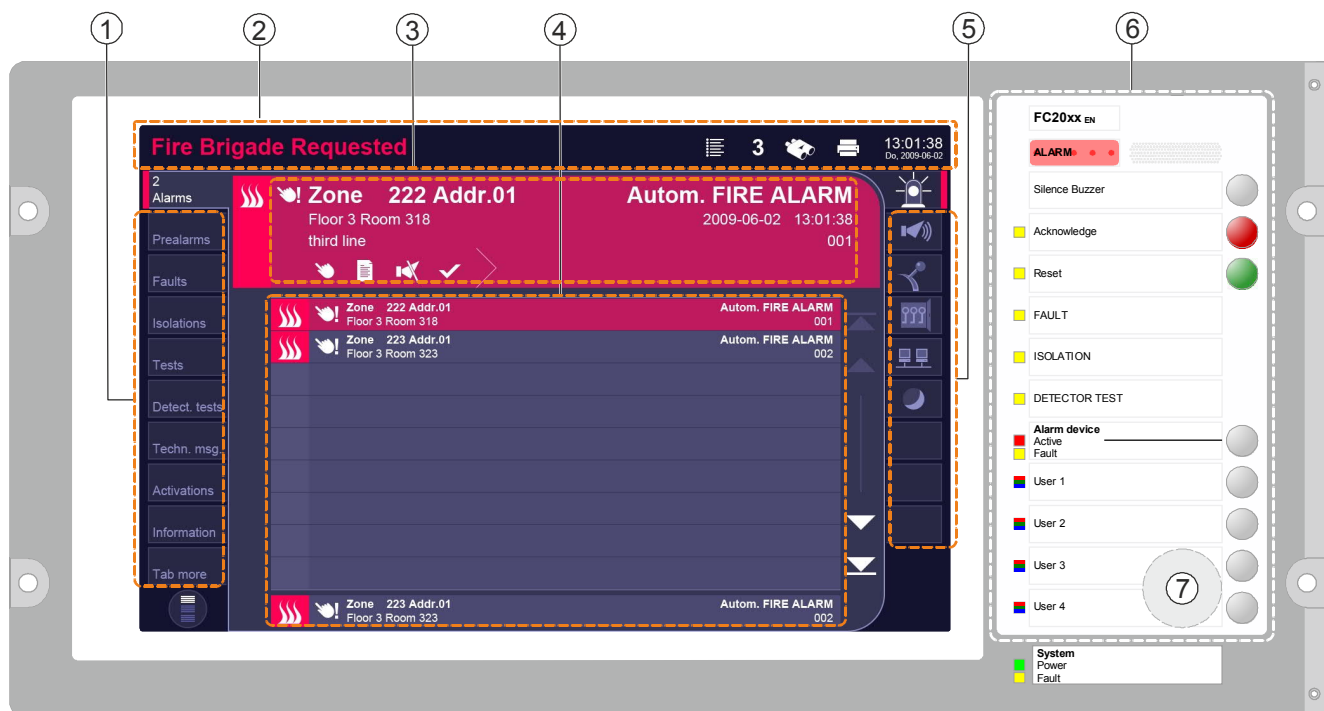 1 2 3 4 5 6
Fire Brigade Requested 3 13:01:38
Do, 2009-06-02
2
Alarms
Prealarms
Faults
Isolations
Tests
Detect. tests
Techn. msg.
Activations
Information
Tab more
! Zone 222 Addr.01 Autom. FIRE ALARM
Floor 3 Room 318 2009-06-02 13:01:38
third line 001
! Zone 222 Addr.01 Autom. FIRE ALARM
Floor 3 Room 318 001
! Zone 223 Addr.01 Autom. FIRE ALARM
Floor 3 Room 323 002
! Zone 223 Addr.01 Autom. FIRE ALARM
Floor 3 Room 323 002
FC20xx EN
ALARM
Silence Buzzer
Acknowledge
Reset
FAULT
ISOLATION
DETECTOR TEST
Alarm device
Active
Fault
User 1
User 2
User 3
7
User 4
System
Power
Fault